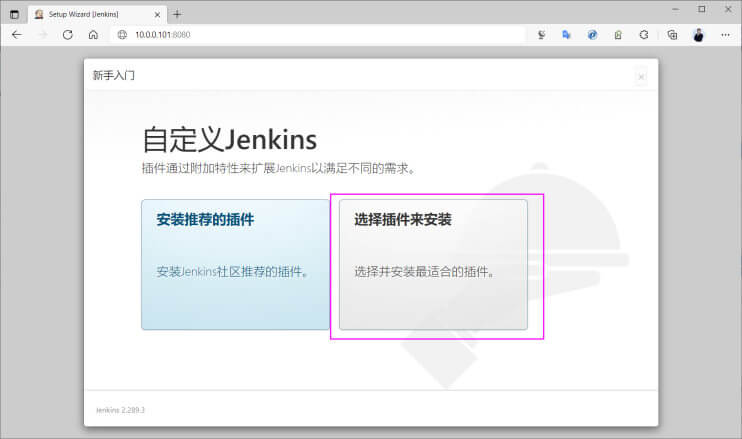 Setup Wizard [Jenkins]
10.0.0.101:8080
新手入门
自定义Jenkins
插件通过附加特性来扩展Jenkins以满足不同的需求。
安装推荐的插件
选择插件来安装
安装Jenkins社区推荐的插件。
选择并安装最适合的插件。
Jenkins 2.289.3